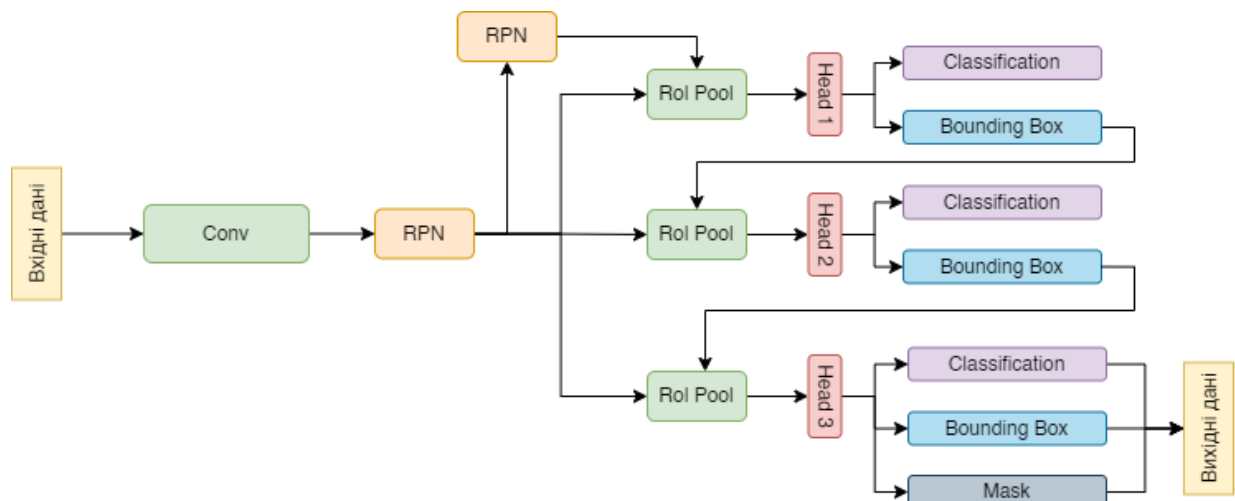 RPN
RoI Pool
Head 1
Classification
Bounding Box
Вхідні дані
Conv
RPN
RoI Pool
Head 2
Classification
Bounding Box
RoI Pool
Head 3
Classification
Bounding Box
Mask
Вихідні дані